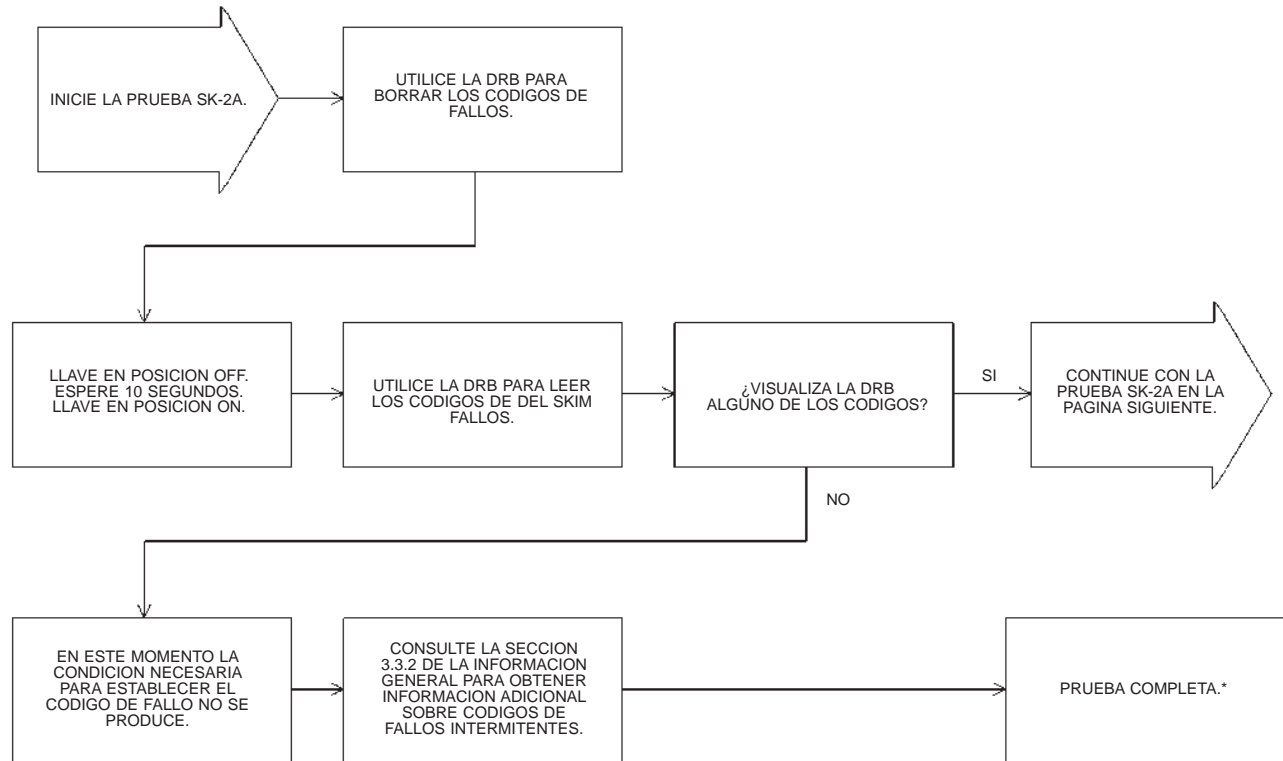 INICIE LA PRUEBA SK-2A.
UTILICE LA DRB PARA
BORRAR LOS CODIGOS DE
FALLOS.
LLAVE EN POSICION OFF.
ESPERE 10 SEGUNDOS.
LLAVE EN POSICION ON.
UTILICE LA DRB PARA LEER
LOS CODIGOS DE DEL SKIM
FALLOS.
¿VISUALIZA LA DRB
ALGUNO DE LOS CODIGOS?
SI
CONTINUE CON LA
PRUEBA SK-2A EN LA
PAGINA SIGUIENTE.
NO
EN ESTE MOMENTO LA
CONDICION NECESARIA
PARA ESTABLECER EL
CODIGO DE FALLO NO SE
PRODUCE.
CONSULTE LA SECCION
3.3.2 DE LA INFORMACION
GENERAL PARA OBTENER
INFORMACION ADICIONAL
SOBRE CODIGOS DE
FALLOS INTERMITENTES.
PRUEBA COMPLETA.*